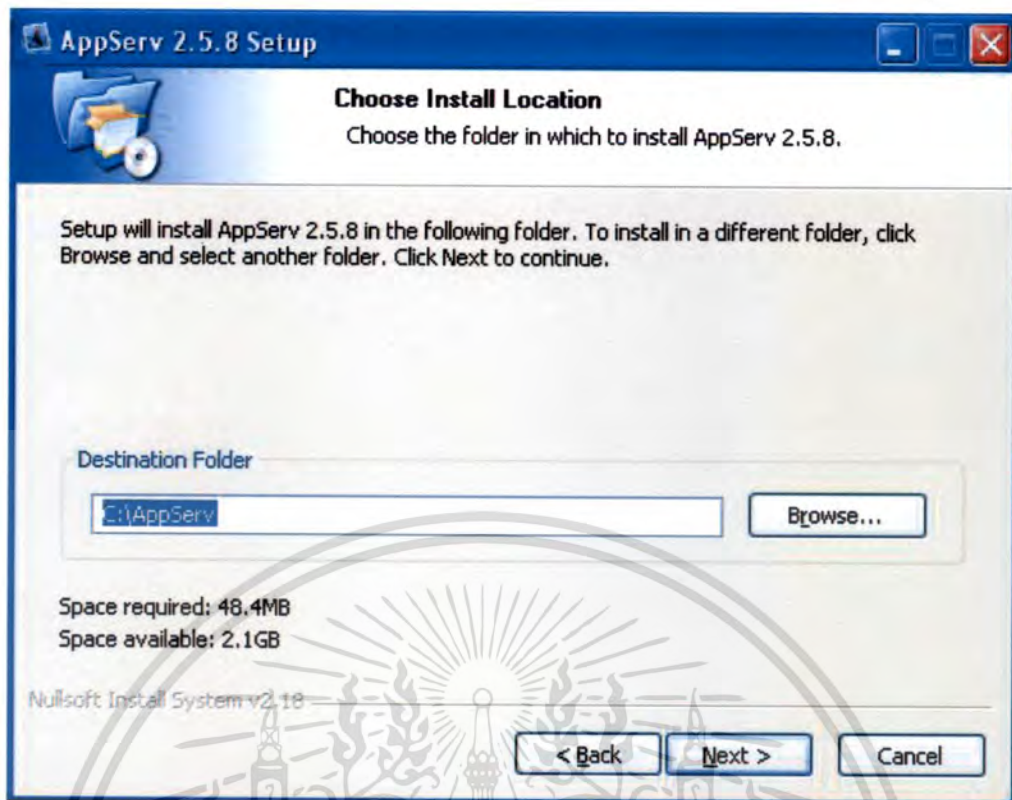 AppServ 2.5.8 Setup
Choose Install Location
Choose the folder in which to install AppServ 2.5.8.
Setup will install AppServ 2.5.8 in the following folder. To install in a different folder, click
Browse and select another folder. Click Next to continue.
Destination Folder
C:\AppServ
Browse...
Space required: 48.4MB
Space available: 2.1GB
Nullsoft Install System v2.18
< Back
Next >
Cancel